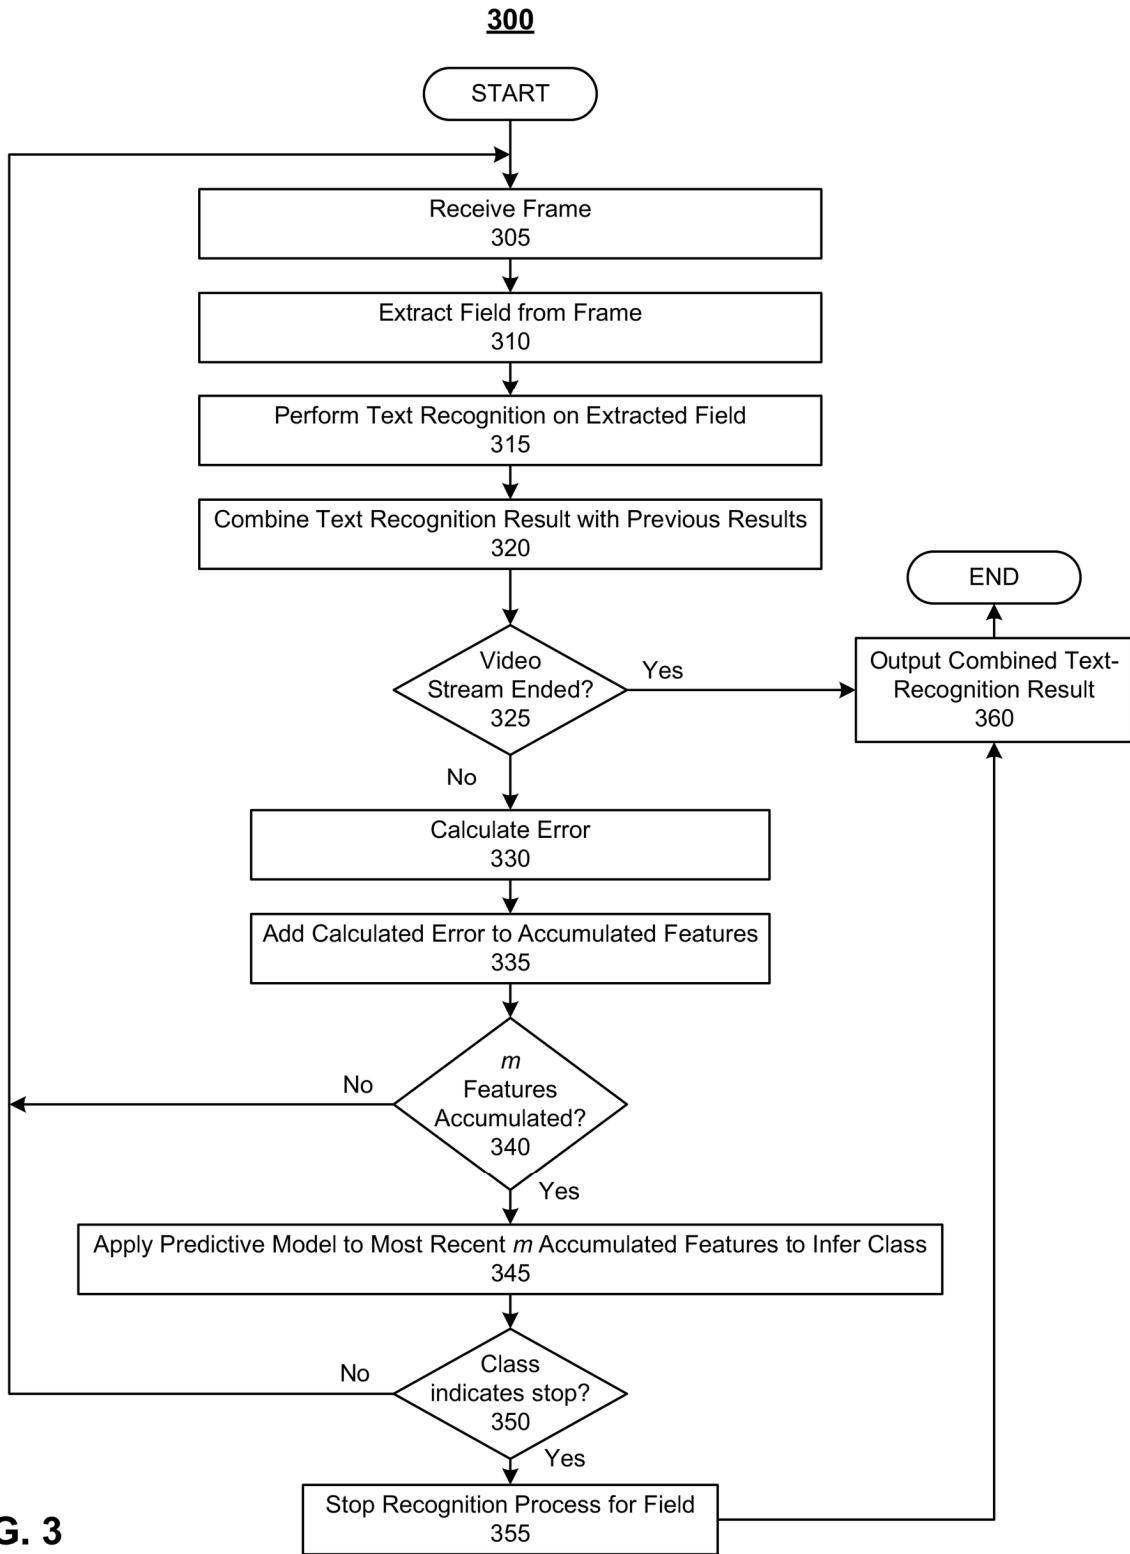 300
START
Receive Frame
305
Extract Field from Frame
310
Perform Text Recognition on Extracted Field
315
Combine Text Recognition Result with Previous Results
320
END
Video
Stream Ended?
325
Yes
Output Combined Text-
Recognition Result
360
No
Calculate Error
330
Add Calculated Error to Accumulated Features
335
m
Features
Accumulated?
340
No
Yes
Apply Predictive Model to Most Recent m Accumulated Features to Infer Class
345
Class
indicates stop?
350
No
Yes
Stop Recognition Process for Field
355
G. 3